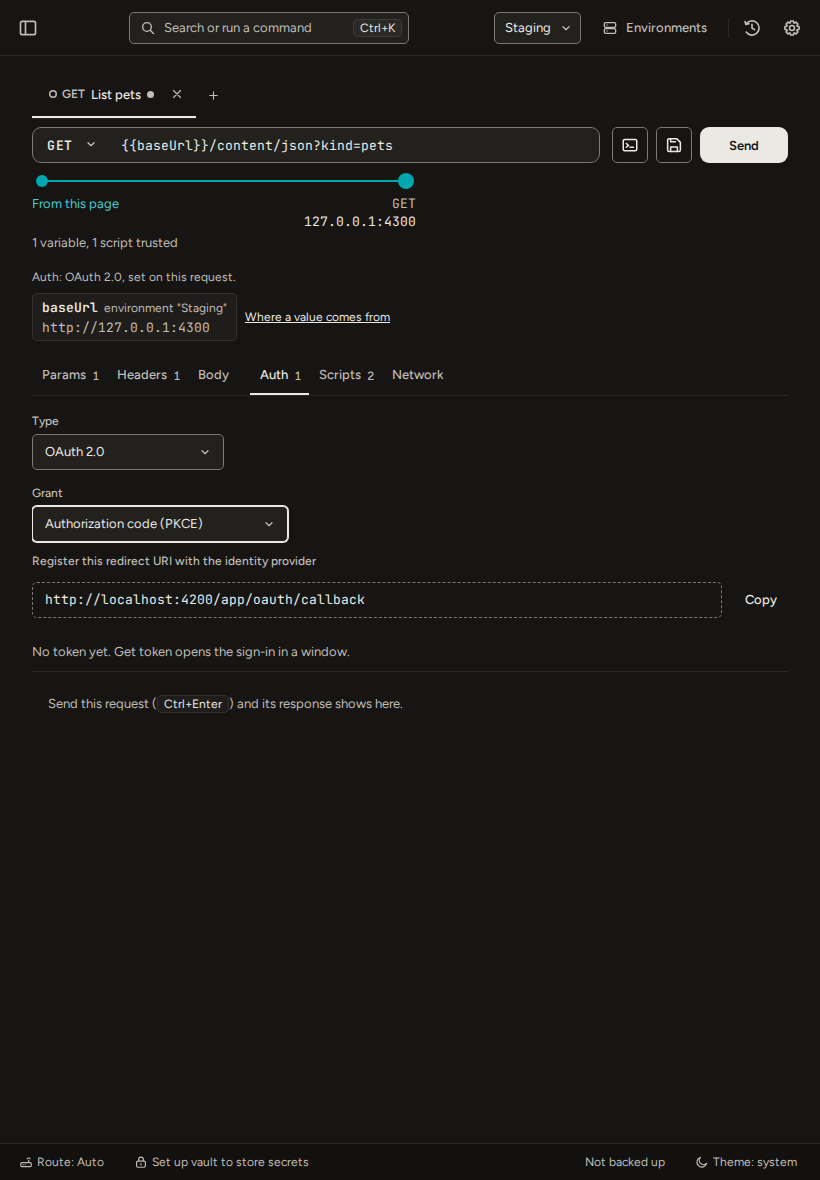 Search or run a command Ctrl+K Staging Environments
GET List pets
GET {{baseUrl}}/content/json?kind=pets Send
From this page GET
127.0.0.1:4300
1 variable, 1 script trusted
Auth: OAuth 2.0, set on this request.
baseUrl environment "Staging"
http://127.0.0.1:4300
Where a value comes from
Params 1 Headers 1 Body Auth 1 Scripts 2 Network
Type
OAuth 2.0
Grant
Authorization code (PKCE)
Register this redirect URI with the identity provider
http://localhost:4200/app/oauth/callback Copy
No token yet. Get token opens the sign-in in a window.
Send this request (Ctrl+Enter) and its response shows here.
Route: Auto Set up vault to store secrets Not backed up Theme: system